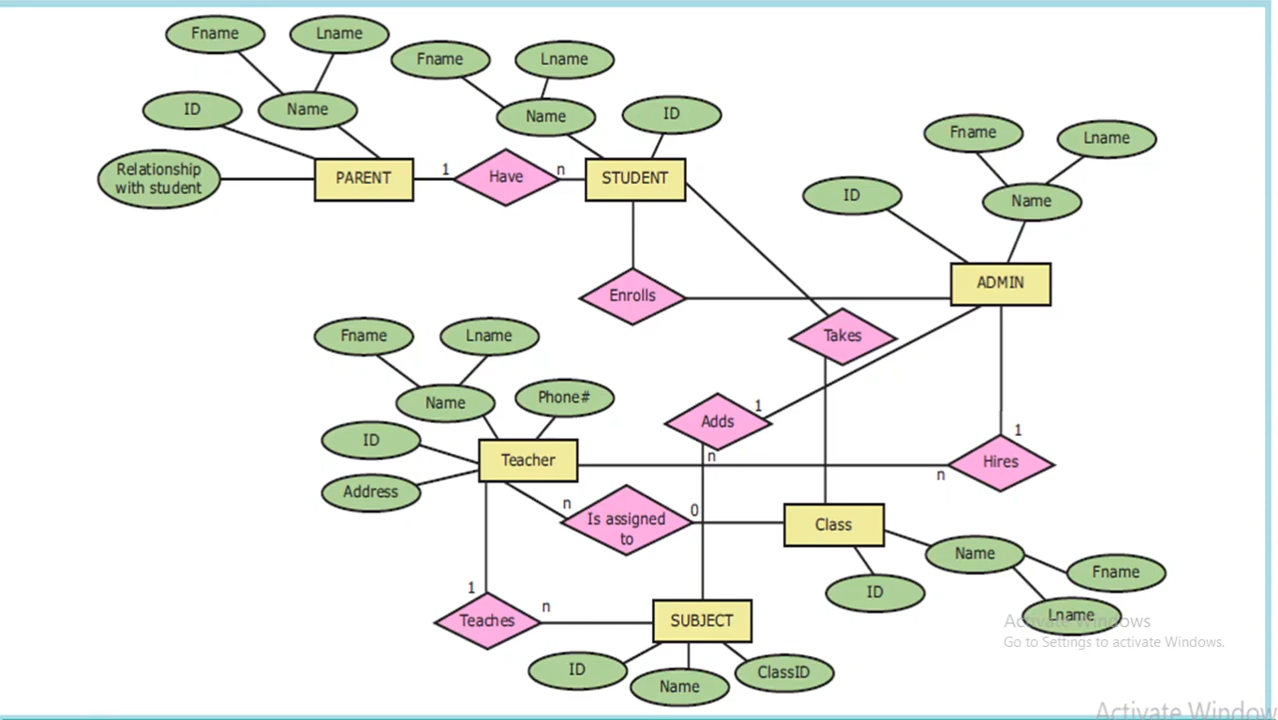 Fname
Lname
Fname
Lname
ID
Name
Name
ID
Fname
Lname
Relationship
with student
PARENT
1
Have
n
STUDENT
ID
Name
Enrolls
ADMIN
Fname
Lname
Takes
Name
Phone#
Adds
1
ID
n
Teacher
1
Hires
n
Address
n
Is assigned
to
0
Class
Name
Fname
ID
Lname
1
Teaches
n
SUBJECT
ID
Name
ClassID
Activate Windows
Go to Settings to activate Windows.
Activate Window